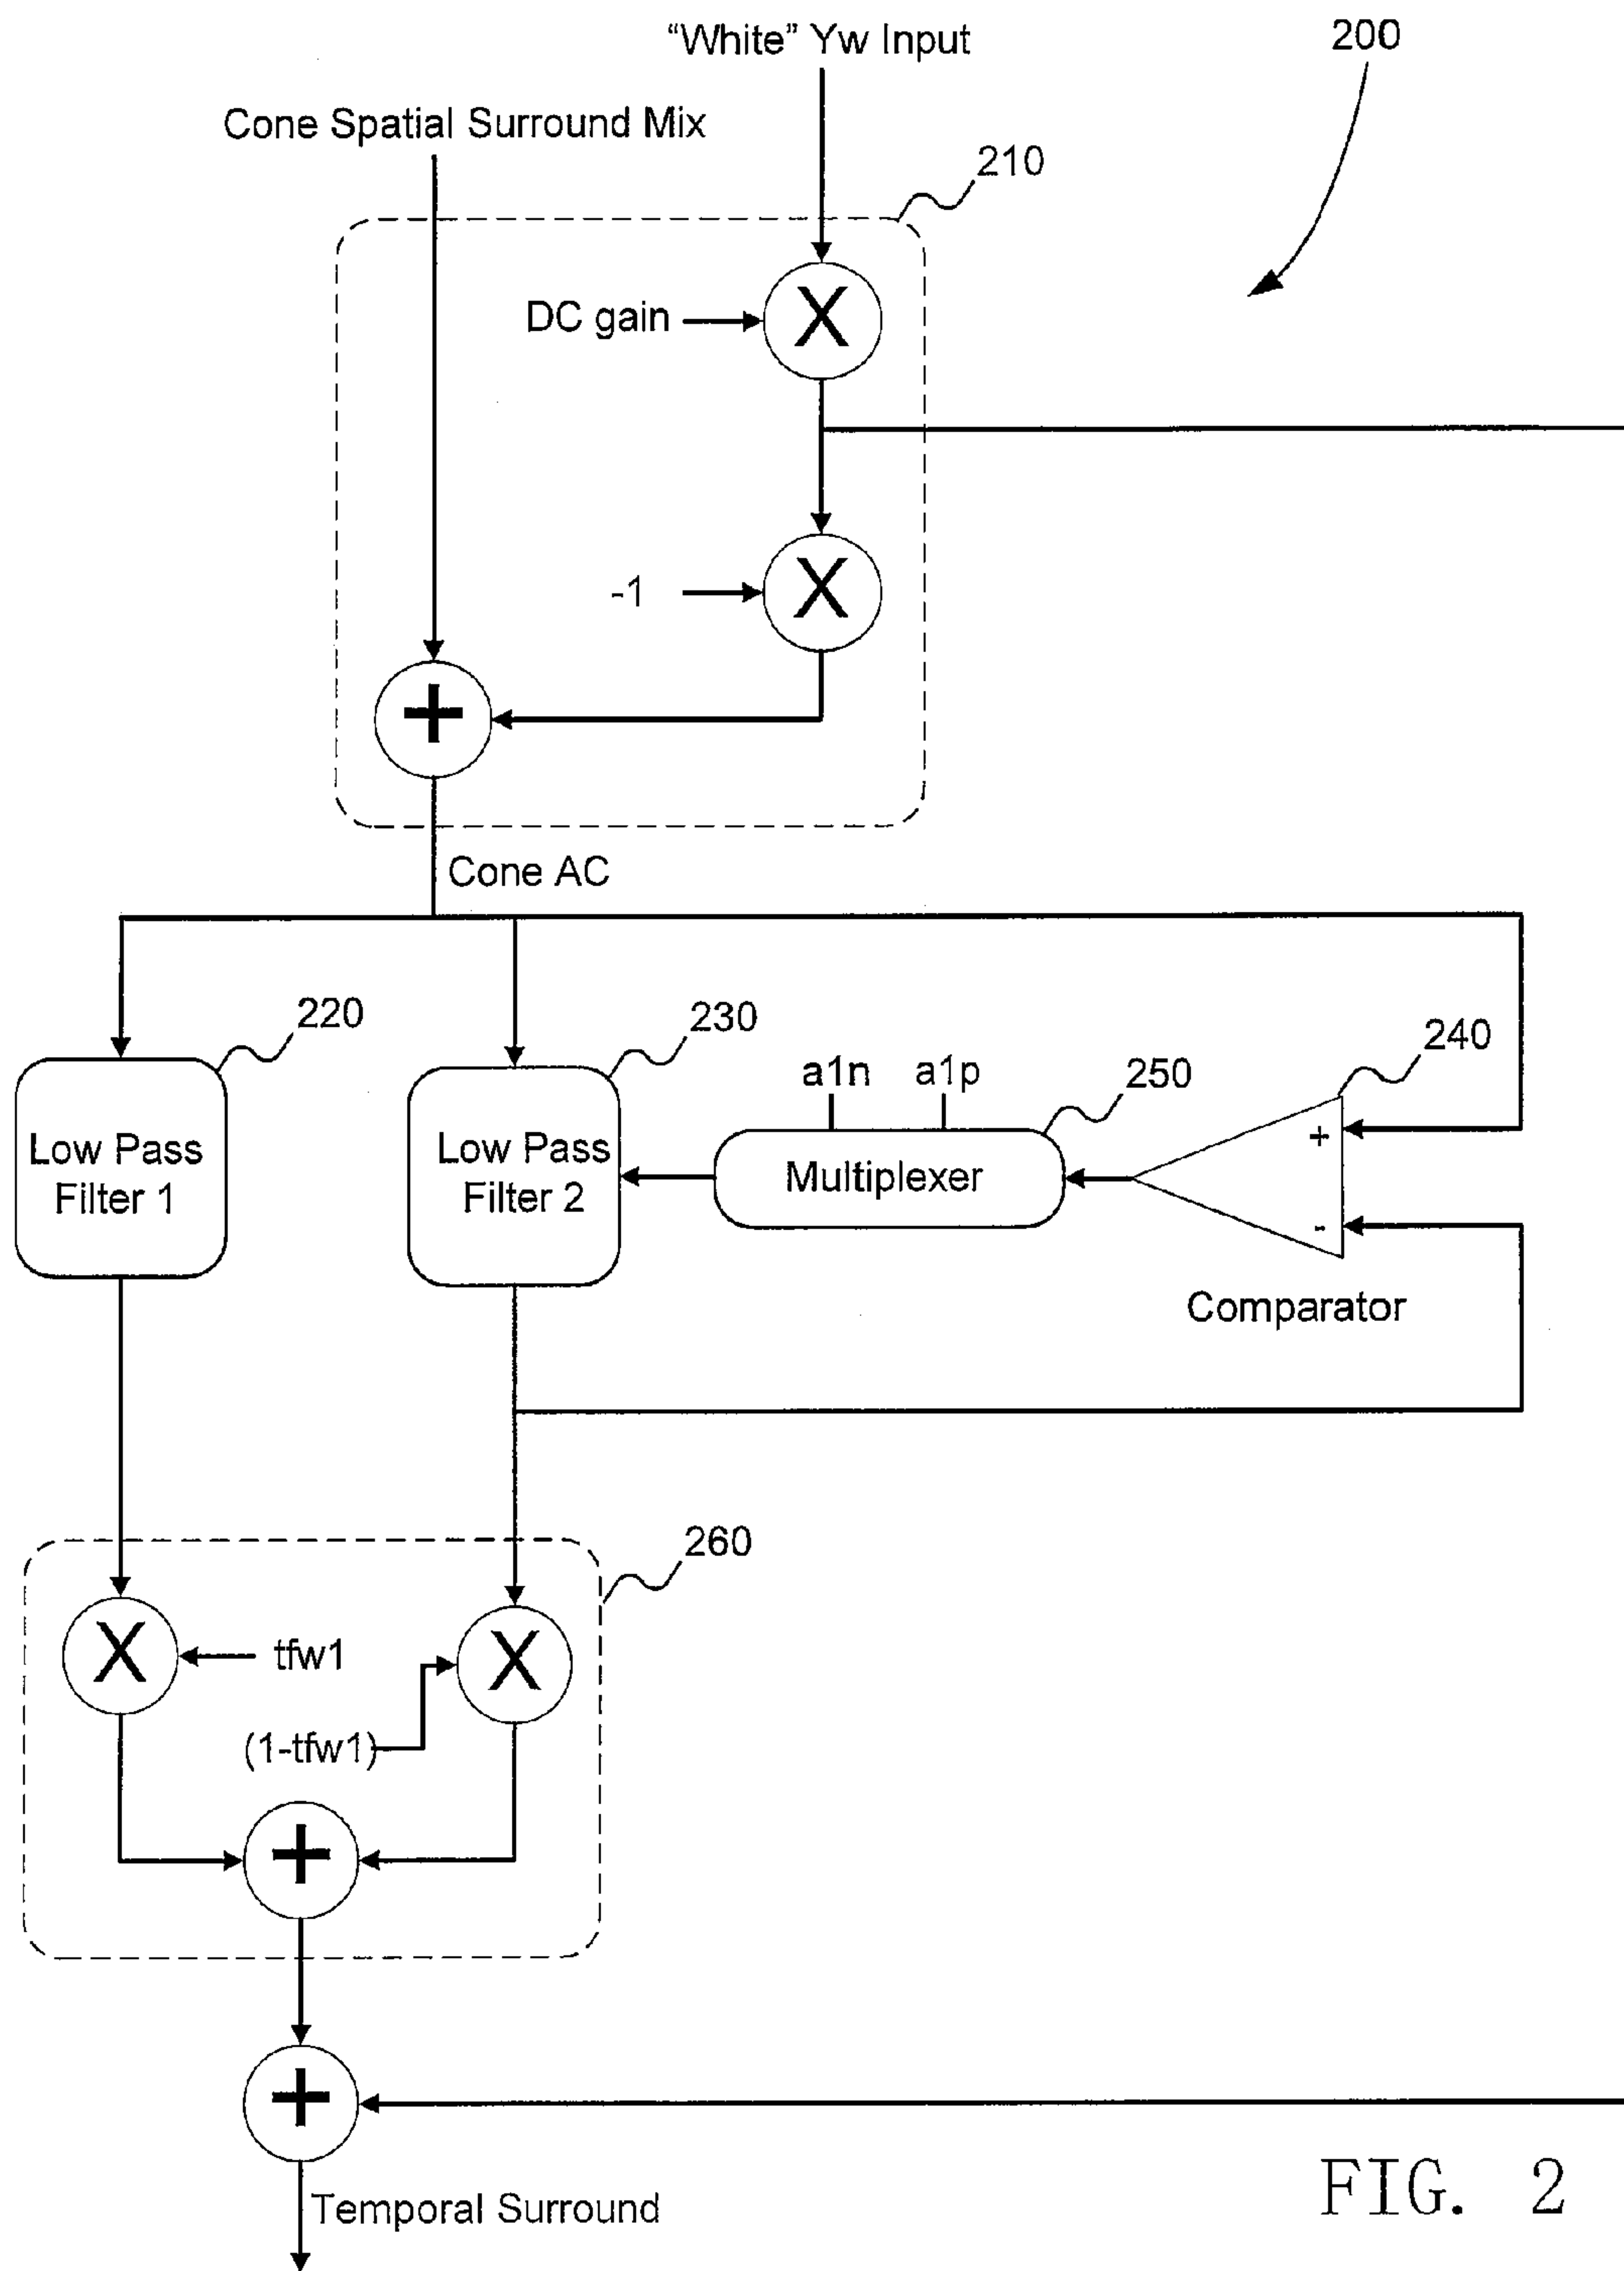 “White” Yw Input
200
Cone Spatial Surround Mix
210
DC gain
X
-1
X
+
Cone AC
220
230
240
a1n
a1p
250
Low Pass
Filter 1
Low Pass
Filter 2
Multiplexer
+
-
Comparator
260
X
tfw1
X
(1-tfw1)
+
+
Temporal Surround
FIG. 2